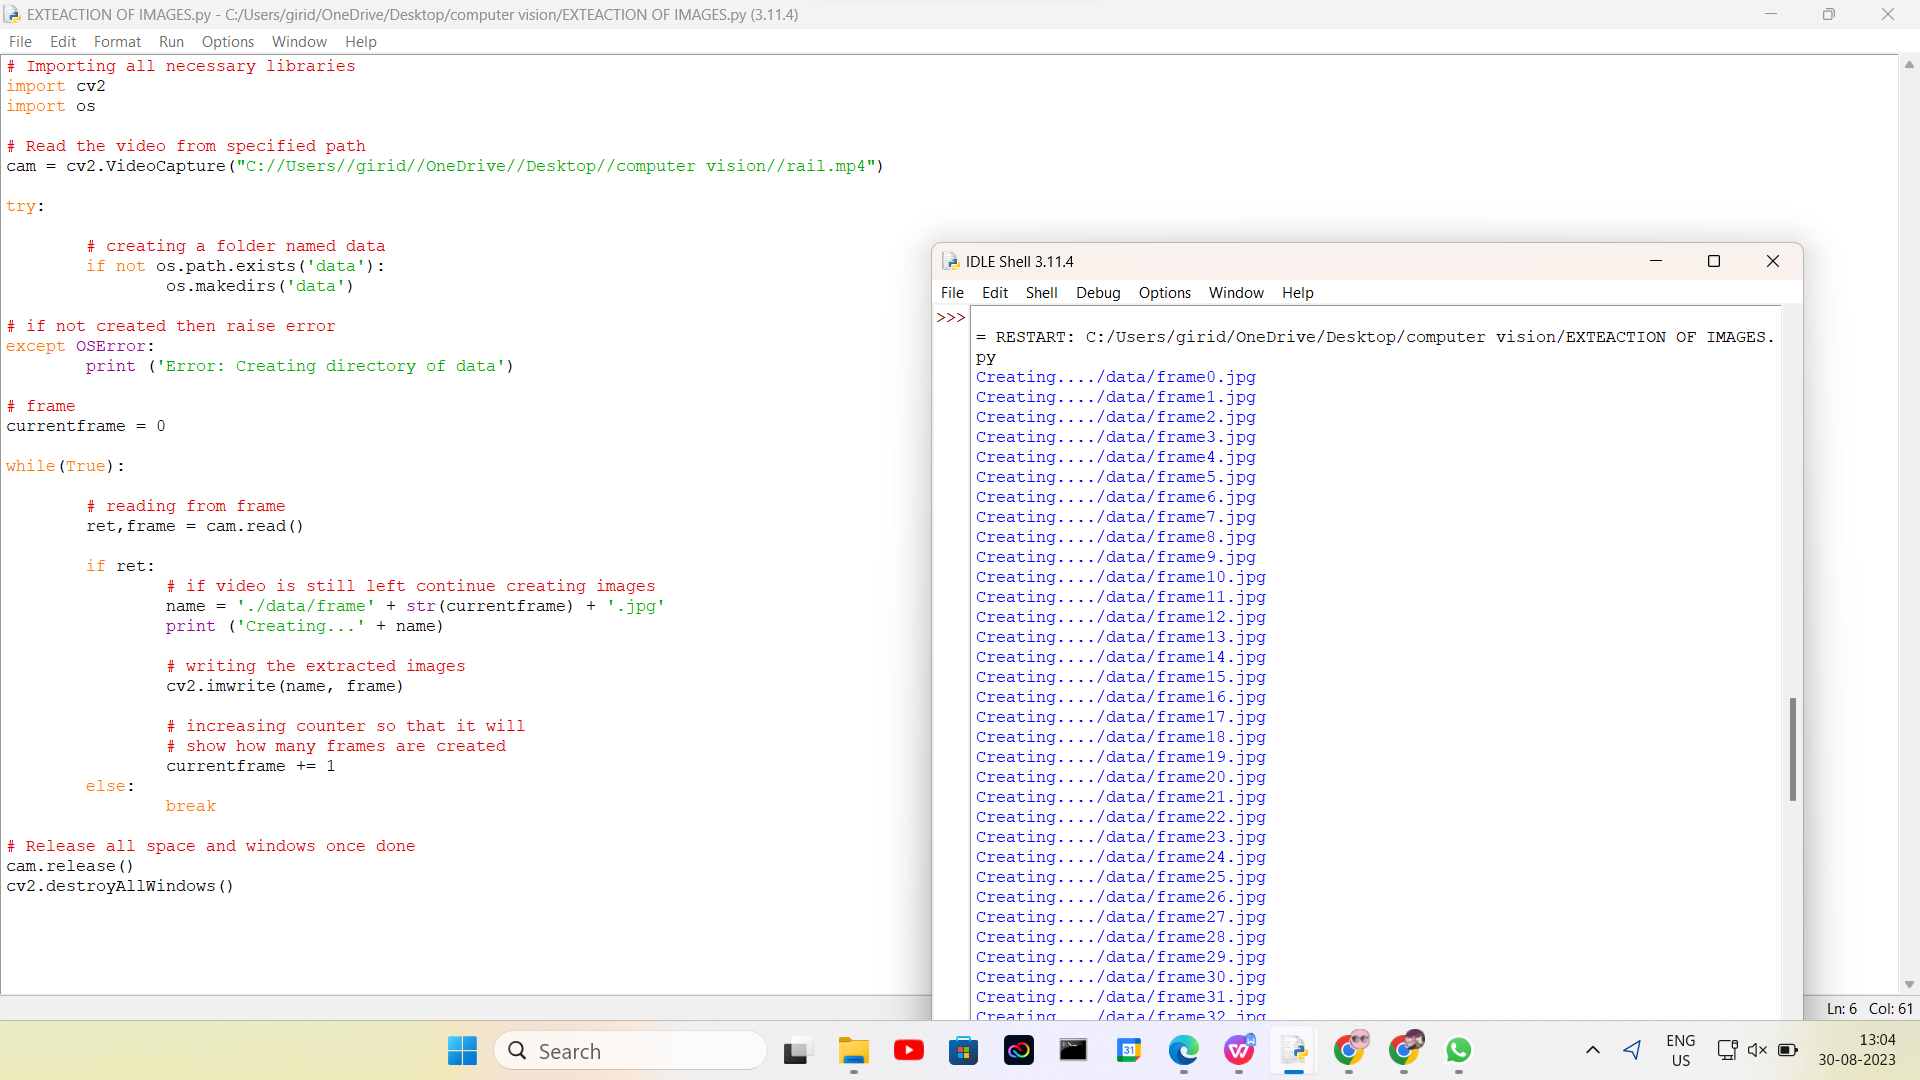 EXTEACTION OF IMAGES.py - C:/Users/girid/OneDrive/Desktop/computer vision/EXTEACTION OF IMAGES.py (3.11.4)
File Edit Format Run Options Window Help
# Importing all necessary libraries
import cv2
import os
# Read the video from specified path
cam = cv2.VideoCapture("C://Users//girid//OneDrive//Desktop//computer vision//rail.mp4")
try:
# creating a folder named data
if not os.path.exists('data'):
os.makedirs('data')
# if not created then raise error
except OSError:
print ('Error: Creating directory of data')
# frame
currentframe = 0
while(True):
# reading from frame
ret,frame = cam.read()
if ret:
# if video is still left continue creating images
name = './data/frame' + str(currentframe) + '.jpg'
print ('Creating...' + name)
# writing the extracted images
cv2.imwrite(name, frame)
# increasing counter so that it will
# show how many frames are created
currentframe += 1
else:
break
# Release all space and windows once done
cam.release()
cv2.destroyAllWindows()
IDLE Shell 3.11.4
File Edit Shell Debug Options Window Help
>>>
= RESTART: C:/Users/girid/OneDrive/Desktop/computer vision/EXTEACTION OF IMAGES.
py
Creating..../data/frame0.jpg
Creating..../data/frame1.jpg
Creating..../data/frame2.jpg
Creating..../data/frame3.jpg
Creating..../data/frame4.jpg
Creating..../data/frame5.jpg
Creating..../data/frame6.jpg
Creating..../data/frame7.jpg
Creating..../data/frame8.jpg
Creating..../data/frame9.jpg
Creating..../data/frame10.jpg
Creating..../data/frame11.jpg
Creating..../data/frame12.jpg
Creating..../data/frame13.jpg
Creating..../data/frame14.jpg
Creating..../data/frame15.jpg
Creating..../data/frame16.jpg
Creating..../data/frame17.jpg
Creating..../data/frame18.jpg
Creating..../data/frame19.jpg
Creating..../data/frame20.jpg
Creating..../data/frame21.jpg
Creating..../data/frame22.jpg
Creating..../data/frame23.jpg
Creating..../data/frame24.jpg
Creating..../data/frame25.jpg
Creating..../data/frame26.jpg
Creating..../data/frame27.jpg
Creating..../data/frame28.jpg
Creating..../data/frame29.jpg
Creating..../data/frame30.jpg
Creating..../data/frame31.jpg
Creating..../data/frame32.jpg
Ln: 6 Col: 61
Search
31
ENG
US
13:04
30-08-2023